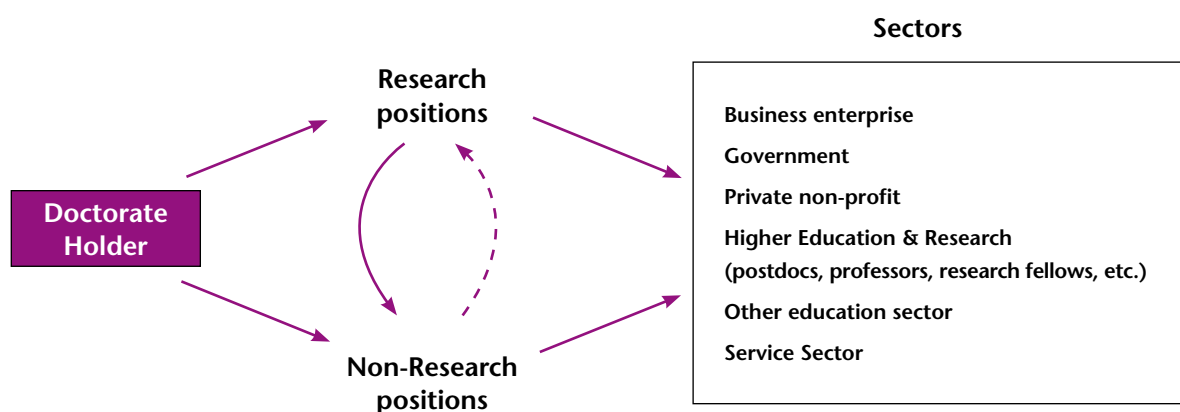 Sectors
Research
positions
Business enterprise
Government
Private non-profit
Doctorate
Holder
Higher Education & Research
(postdocs, professors, research fellows, etc.)
Other education sector
Service Sector
Non-Research
positions